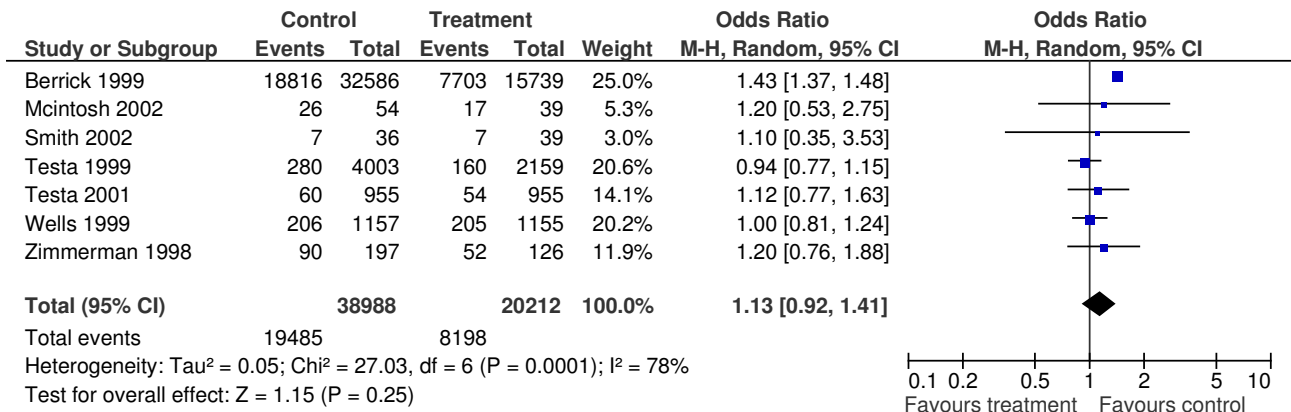 Control Treatment Odds Ratio Odds Ratio
Study or Subgroup Events Total Events Total Weight M-H, Random, 95% CI M-H, Random, 95% CI
Berrick 1999 18816 32586 7703 15739 25.0% 1.43 [1.37, 1.48]
Mcintosh 2002 26 54 17 39 5.3% 1.20 [0.53, 2.75]
Smith 2002 7 36 7 39 3.0% 1.10 [0.35, 3.53]
Testa 1999 280 4003 160 2159 20.6% 0.94 [0.77, 1.15]
Testa 2001 60 955 54 955 14.1% 1.12 [0.77, 1.63]
Wells 1999 206 1157 205 1155 20.2% 1.00 [0.81, 1.24]
Zimmerman 1998 90 197 52 126 11.9% 1.20 [0.76, 1.88]
Total (95% CI) 38988 20212 100.0% 1.13 [0.92, 1.41]
Total events 19485 8198
Heterogeneity: Tau² = 0.05; Chi² = 27.03, df = 6 (P = 0.0001); I² = 78%
Test for overall effect: Z = 1.15 (P = 0.25)
0.1 0.2 0.5 1 2 5 10
Favours treatment Favours control